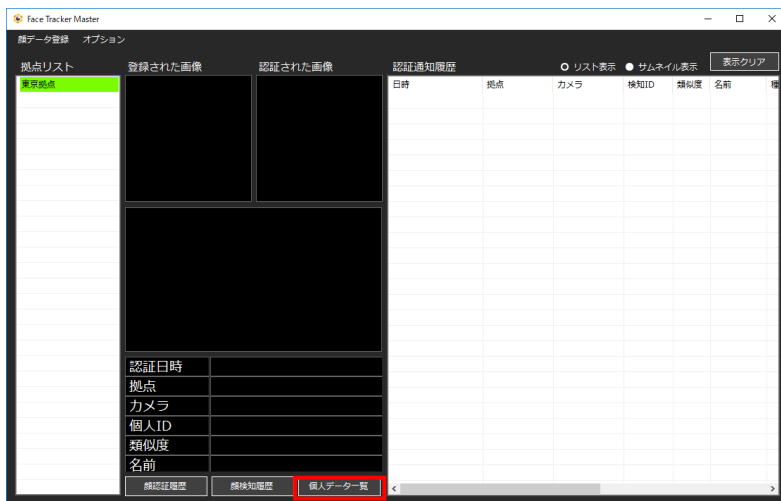 Face Tracker Master
顔データ登録 オプション
拠点リスト 登録された画像 認証された画像 認証通知履歴 リスト表示 サムネイル表示 表示クリア
東京拠点 日時 拠点 カメラ 検知ID 類似度 名前 種
認証日時
拠点
カメラ
個人ID
類似度
名前
顔認証履歴 顔検知履歴 個人データ一覧